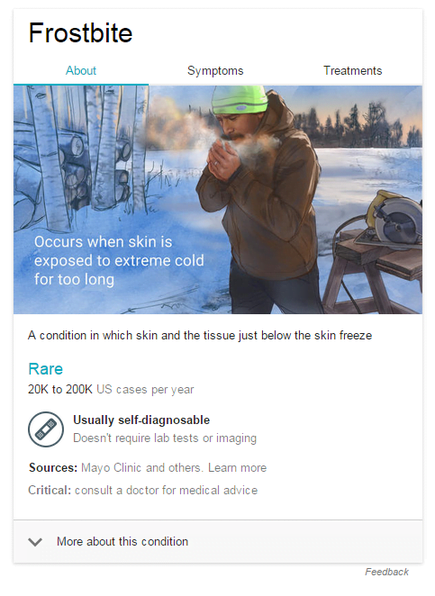 Frostbite
About Symptoms Treatments
Occurs when skin is
exposed to extreme cold
for too long
A condition in which skin and the tissue just below the skin freeze
Rare
20K to 200K US cases per year
Usually self-diagnosable
Doesn't require lab tests or imaging
Sources: Mayo Clinic and others. Learn more
Critical: consult a doctor for medical advice
More about this condition
Feedback